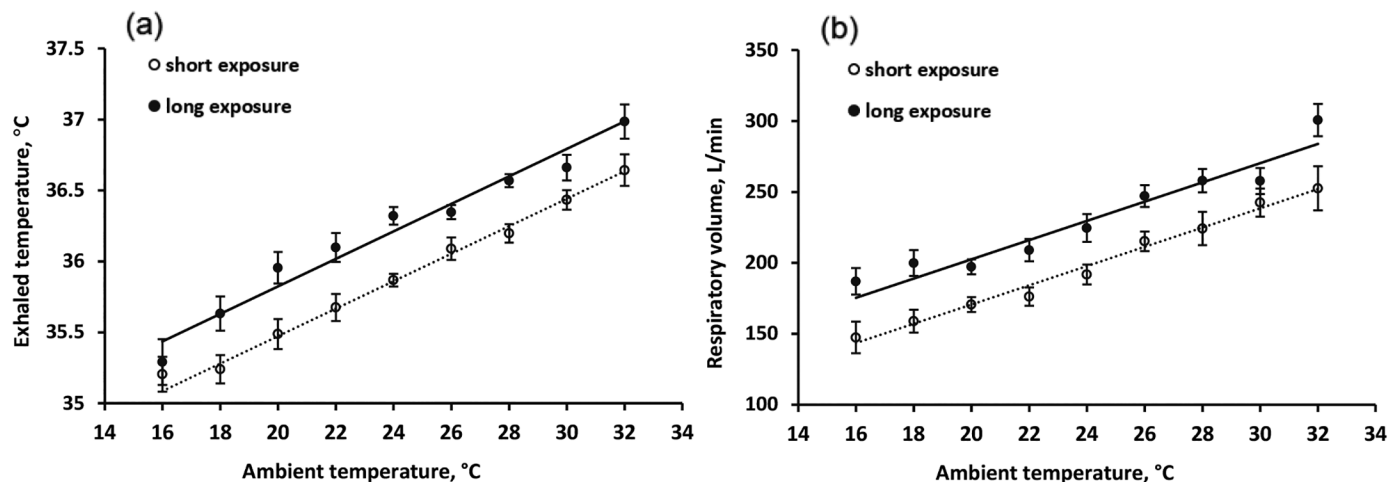 (a)
short exposure
long exposure
Exhaled temperature, °C
37.5
37
36.5
36
35.5
35
14 16 18 20 22 24 26 28 30 32 34
Ambient temperature, °C
(b)
short exposure
long exposure
Respiratory volume, L/min
350
300
250
200
150
100
14 16 18 20 22 24 26 28 30 32 34
Ambient temperature, °C